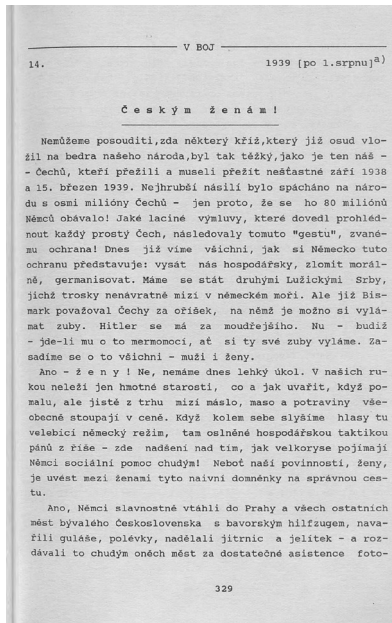 V BOJ
14. 1939 [po 1.srpnu]a)
Českým ženám!
Nemůžeme posouditi,zda některý kříž,který již osud vlo-
žil na bedra našeho národa,byl tak těžký,jako je ten náš -
- Čechů, kteří přežili a museli přežít nešťastné září 1938
a 15. březen 1939. Nejhrubší násilí bylo spácháno na náro-
du s osmi milióny Čechů - jen proto, že se ho 80 miliónů
Němců obávalo! Jaké laciné výmluvy, které dovedl prohléd-
nout každý prostý Čech, následovaly tomuto "gestu", zvané-
mu ochrana! Dnes již víme všichni, jak si Německo tuto
ochranu představuje: vysát nás hospodářsky, zlomit morál-
ně, germanisovat. Máme se stát druhými Lužickými Srby,
jichž trosky nenávratně mizí v německém moři. Ale již Bis-
mark považoval Čechy za oříšek, na němž je možno si vylá-
mat zuby. Hitler se má za moudřejšího. Nu - budiž
- jde-li mu o to mermomocí, ať si ty své zuby vyláme. Za-
sadíme se o to všichni - muži i ženy.
Ano - ž e n y ! Ne, nemáme dnes lehký úkol. V našich ru-
kou neleží jen hmotné starosti, co a jak uvařit, když po-
malu, ale jistě z trhu mizí máslo, maso a potraviny vše-
obecně stoupají v ceně. Když kolem sebe slyšíme hlasy tu
velebící německý režim, tam oslněné hospodářskou taktikou
pánů z říše - zde nadšení nad tím, jak velkoryse pojímají
Němci sociální pomoc chudým! Neboť naší povinností, ženy,
je uvést mezi ženami tyto naivní domněnky na správnou ces-
tu.
Ano, Němci slavnostně vtáhli do Prahy a všech ostatních
měst bývalého Československa s bavorským hilfzugem, nava-
řili guláše, polévky, nadělali jitrnic a jelítek - a roz-
dávali to chudým oněch měst za dostatečné asistence foto-
329